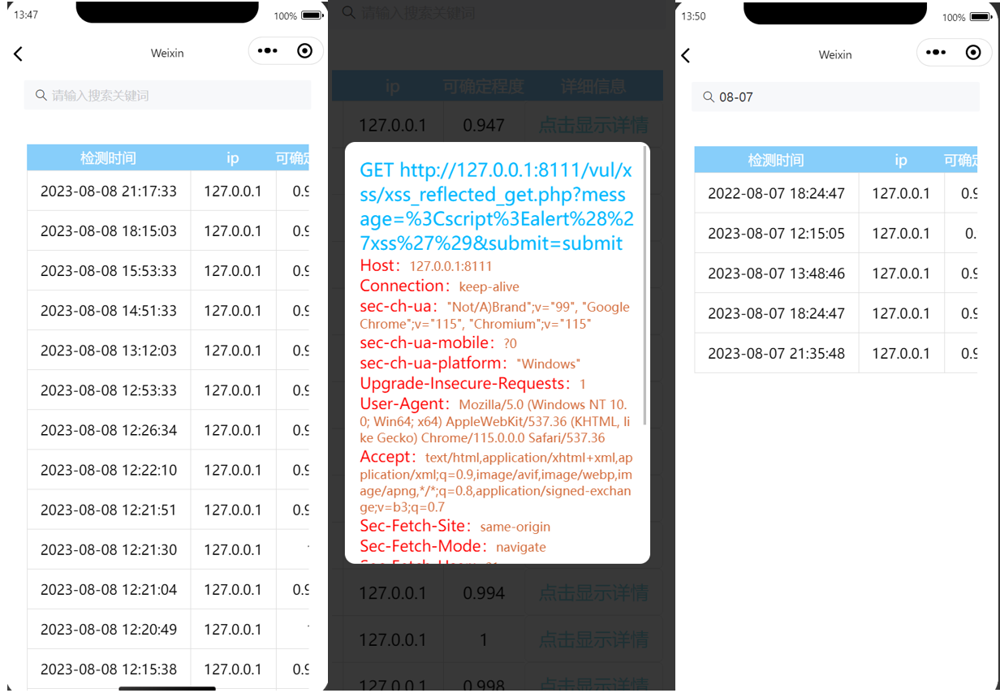 13:47
100%
Weixin
请输入搜索关键词
检测时间 ip 可确定
2023-08-08 21:17:33 127.0.0.1 0.9
2023-08-08 18:15:03 127.0.0.1 0.9
2023-08-08 15:53:33 127.0.0.1 0.9
2023-08-08 14:51:33 127.0.0.1 0.9
2023-08-08 13:12:03 127.0.0.1 0.9
2023-08-08 12:53:33 127.0.0.1 0.9
2023-08-08 12:26:34 127.0.0.1 0.9
2023-08-08 12:22:10 127.0.0.1 0.9
2023-08-08 12:21:51 127.0.0.1 0.9
2023-08-08 12:21:30 127.0.0.1
2023-08-08 12:21:04 127.0.0.1 0.9
2023-08-08 12:20:49 127.0.0.1
2023-08-08 12:15:38 127.0.0.1 0.9
请输入搜索关键词
ip 可确定程度 详细信息
127.0.0.1 0.947 点击显示详情
GET http://127.0.0.1:8111/vul/x
ss/xss_reflected_get.php?mess
age=%3Cscript%3Ealert%28%2
7xss%27%29&submit=submit
Host: 127.0.0.1:8111
Connection: keep-alive
sec-ch-ua: "Not/A)Brand";v="99", "Google
Chrome";v="115", "Chromium";v="115"
sec-ch-ua-mobile: ?0
sec-ch-ua-platform: "Windows"
Upgrade-Insecure-Requests: 1
User-Agent: Mozilla/5.0 (Windows NT 10.
0; Win64; x64) AppleWebKit/537.36 (KHTML, li
ke Gecko) Chrome/115.0.0.0 Safari/537.36
Accept: text/html,application/xhtml+xml,ap
plication/xml;q=0.9,image/avif,image/webp,im
age/apng,*/*;q=0.8,application/signed-exchan
ge;v=b3;q=0.7
Sec-Fetch-Site: same-origin
Sec-Fetch-Mode: navigate
127.0.0.1 0.994 点击显示详情
127.0.0.1 1 点击显示详情
127.0.0.1 0.998 点击显示详情
13:50
100%
Weixin
08-07
检测时间 ip 可确定
2022-08-07 18:24:47 127.0.0.1 0.9
2023-08-07 12:15:05 127.0.0.1 0.
2023-08-07 13:48:46 127.0.0.1 0.9
2023-08-07 18:24:47 127.0.0.1 0.9
2023-08-07 21:35:48 127.0.0.1 0.9